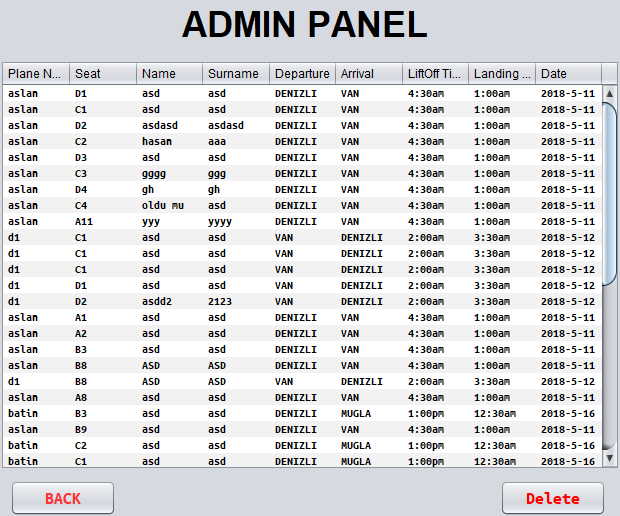 ADMIN PANEL
Plane N... Seat Name Surname Departure Arrival LiftOff Ti... Landing ... Date
aslan D1 asd asd DENIZLI VAN 4:30am 1:00am 2018-5-11
aslan C1 asd asd DENIZLI VAN 4:30am 1:00am 2018-5-11
aslan D2 asdasd asdasd DENIZLI VAN 4:30am 1:00am 2018-5-11
aslan C2 hasan aaa DENIZLI VAN 4:30am 1:00am 2018-5-11
aslan D3 asd asd DENIZLI VAN 4:30am 1:00am 2018-5-11
aslan C3 gggg ggg DENIZLI VAN 4:30am 1:00am 2018-5-11
aslan D4 gh gh DENIZLI VAN 4:30am 1:00am 2018-5-11
aslan C4 oldu mu asd DENIZLI VAN 4:30am 1:00am 2018-5-11
aslan A11 yyy yyyy DENIZLI VAN 4:30am 1:00am 2018-5-11
d1 C1 asd asd VAN DENIZLI 2:00am 3:30am 2018-5-12
d1 C1 asd asd VAN DENIZLI 2:00am 3:30am 2018-5-12
d1 C1 asd asd VAN DENIZLI 2:00am 3:30am 2018-5-12
d1 D1 asd asd VAN DENIZLI 2:00am 3:30am 2018-5-12
d1 D2 asdd2 2123 VAN DENIZLI 2:00am 3:30am 2018-5-12
aslan A1 asd asd DENIZLI VAN 4:30am 1:00am 2018-5-11
aslan A2 asd asd DENIZLI VAN 4:30am 1:00am 2018-5-11
aslan B3 asd asd DENIZLI VAN 4:30am 1:00am 2018-5-11
aslan B8 ASD ASD DENIZLI VAN 4:30am 1:00am 2018-5-11
d1 B8 ASD ASD VAN DENIZLI 2:00am 3:30am 2018-5-12
aslan A8 asd asd DENIZLI VAN 4:30am 1:00am 2018-5-11
batin B3 asd asd DENIZLI MUGLA 1:00pm 12:30am 2018-5-16
aslan B9 asd asd DENIZLI VAN 4:30am 1:00am 2018-5-11
batin C2 asd asd DENIZLI MUGLA 1:00pm 12:30am 2018-5-16
batin C1 asd asd DENIZLI MUGLA 1:00pm 12:30am 2018-5-16
BACK Delete